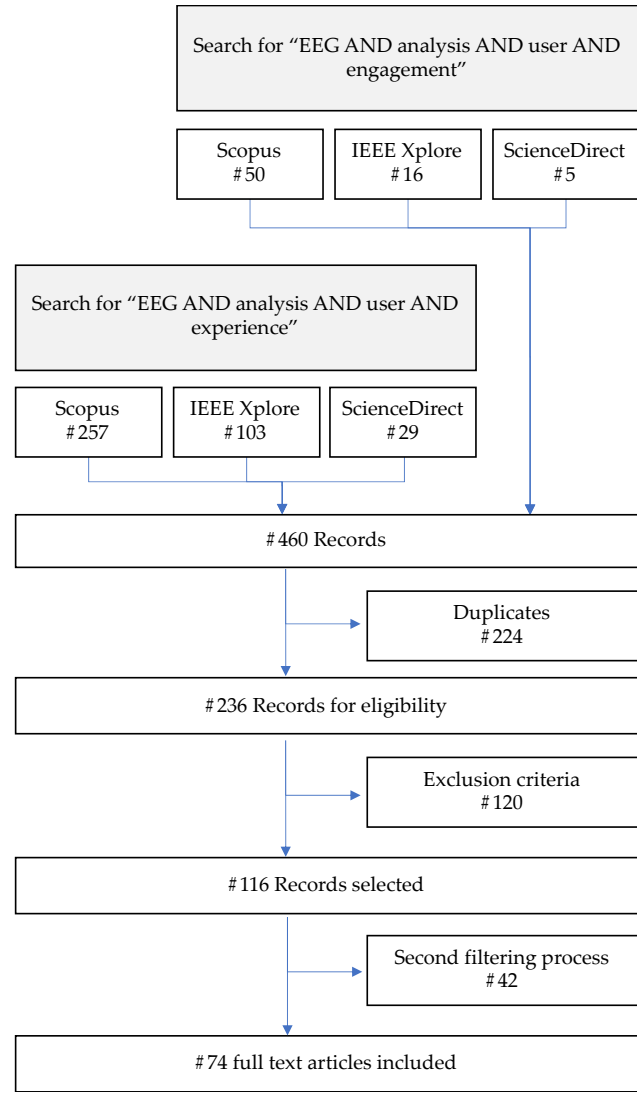 Search for “EEG AND analysis AND user AND
engagement”
Scopus
#50
IEEE Xplore
#16
ScienceDirect
#5
Search for “EEG AND analysis AND user AND
experience”
Scopus
#257
IEEE Xplore
#103
ScienceDirect
#29
#460 Records
Duplicates
#224
#236 Records for eligibility
Exclusion criteria
#120
#116 Records selected
Second filtering process
#42
#74 full text articles included